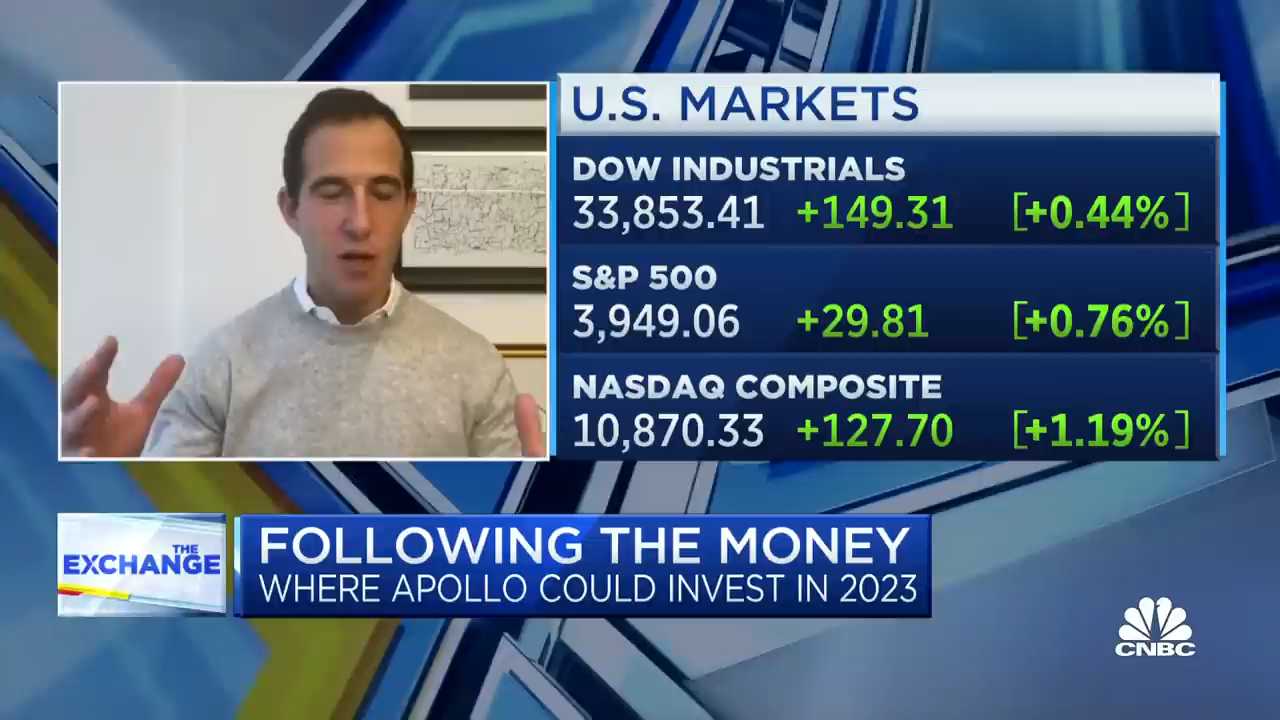 U.S. MARKETS
DOW INDUSTRIALS
33,853.41 +149.31 [+0.44%]
S&P 500
3,949.06 +29.81 [+0.76%]
NASDAQ COMPOSITE
10,870.33 +127.70 [+1.19%]
THE
EXCHANGE
FOLLOWING THE MONEY
WHERE APOLLO COULD INVEST IN 2023
CNBC